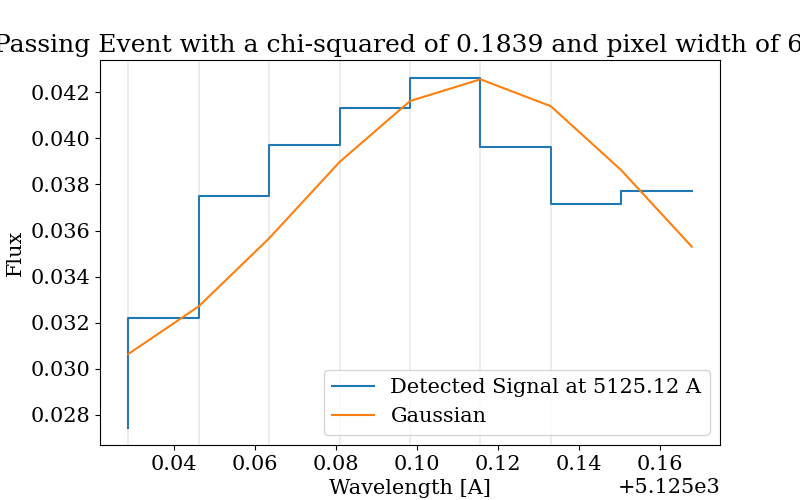 Passing Event with a chi-squared of 0.1839 and pixel width of 6
0.042
0.040
0.038
0.036
0.034
0.032
0.030
0.028
Flux
Detected Signal at 5125.12 A
Gaussian
0.04 0.06 0.08 0.10 0.12 0.14 0.16
Wavelength [A]
+5.125e3